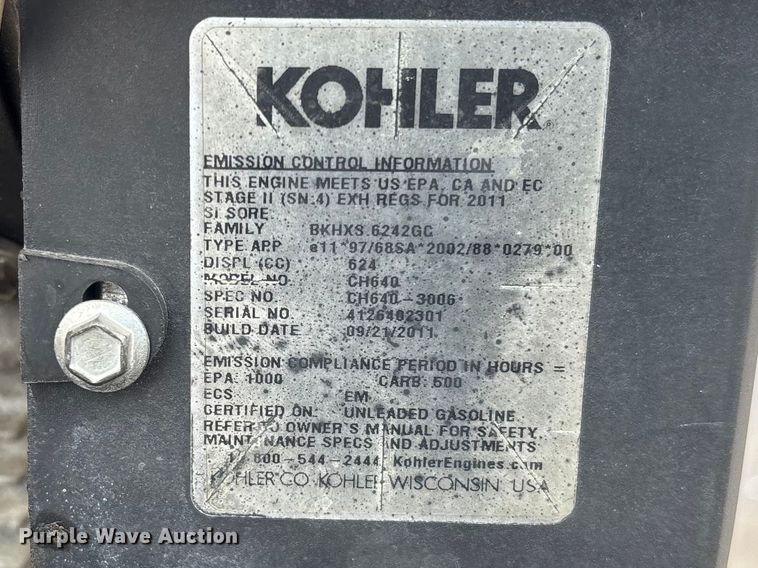 KOHLER®
EMISSION CONTROL INFORMATION
THIS ENGINE MEETS US EPA, CA AND EC
STAGE II (SN:4) EXH REGS FOR 2011
SI SORE
FAMILY BKHXS.6242GC
TYPE APP e11*97/68SA*2002/88*0279*00
DISPL (CC) 624
MODEL NO. CH640
SPEC NO. CH640-3006
SERIAL NO. 4126402301
BUILD DATE 09/21/2011
EMISSION COMPLIANCE PERIOD IN HOURS =
EPA: 1000 CARB: 500
ECS EM
CERTIFIED ON: UNLEADED GASOLINE
REFER TO OWNER'S MANUAL FOR SAFETY
MAINTENANCE SPECS AND ADJUSTMENTS
1-800-544-2444 KohlerEngines.com
KOHLER CO. KOHLER WISCONSIN USA
Purple Wave Auction